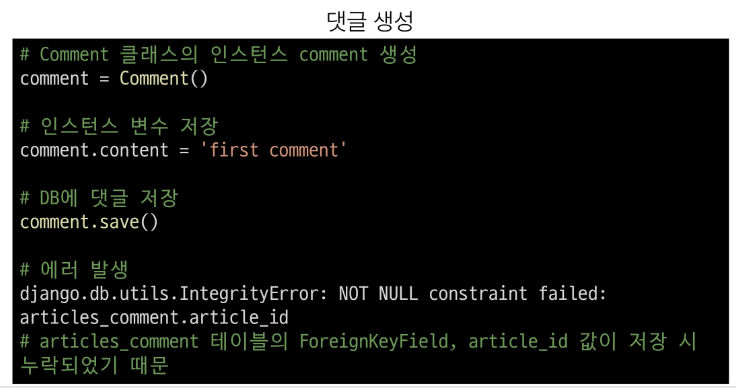 댓글 생성
# Comment 클래스의 인스턴스 comment 생성
comment = Comment()
# 인스턴스 변수 저장
comment.content = 'first comment'
# DB에 댓글 저장
comment.save()
# 에러 발생
django.db.utils.IntegrityError: NOT NULL constraint failed:
articles_comment.article_id
# articles_comment 테이블의 ForeignKeyField, article_id 값이 저장 시
누락되었기 때문